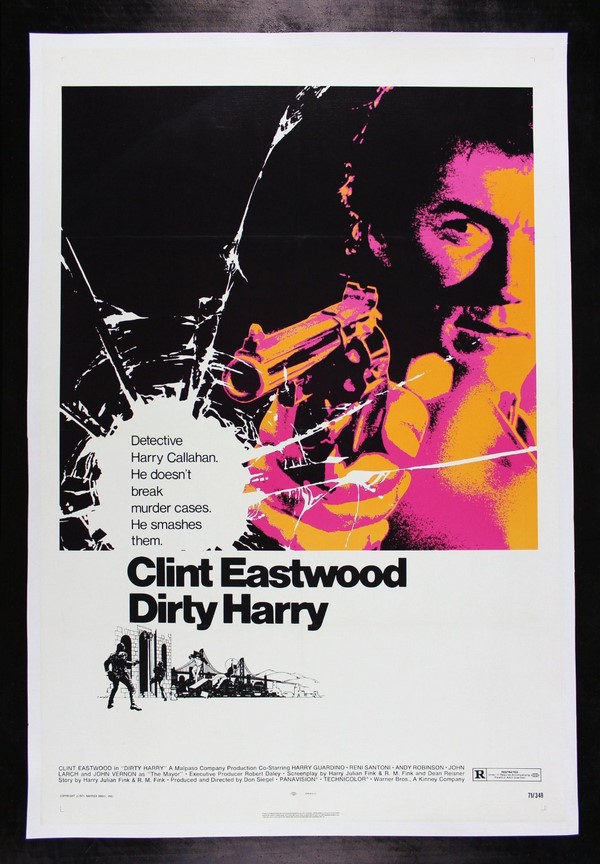 Detective
Harry Callahan.
He doesn't
break
murder cases.
He smashes
them.
Clint Eastwood
Dirty Harry
CLINT EASTWOOD in "DIRTY HARRY" A Malpaso Company Production Co-Starring HARRY GUARDINO • RENI SANTONI • ANDY ROBINSON • JOHN
LARCH and JOHN VERNON as "The Mayor" • Executive Producer Robert Daley • Screenplay by Harry Julian Fink & R. M. Fink and Dean Reisner
Story by Harry Julian Fink & R. M. Fink • Produced and Directed by Don Siegel • PANAVISION® • TECHNICOLOR® • Warner Bros., A Kinney Company
R
RESTRICTED
71/346